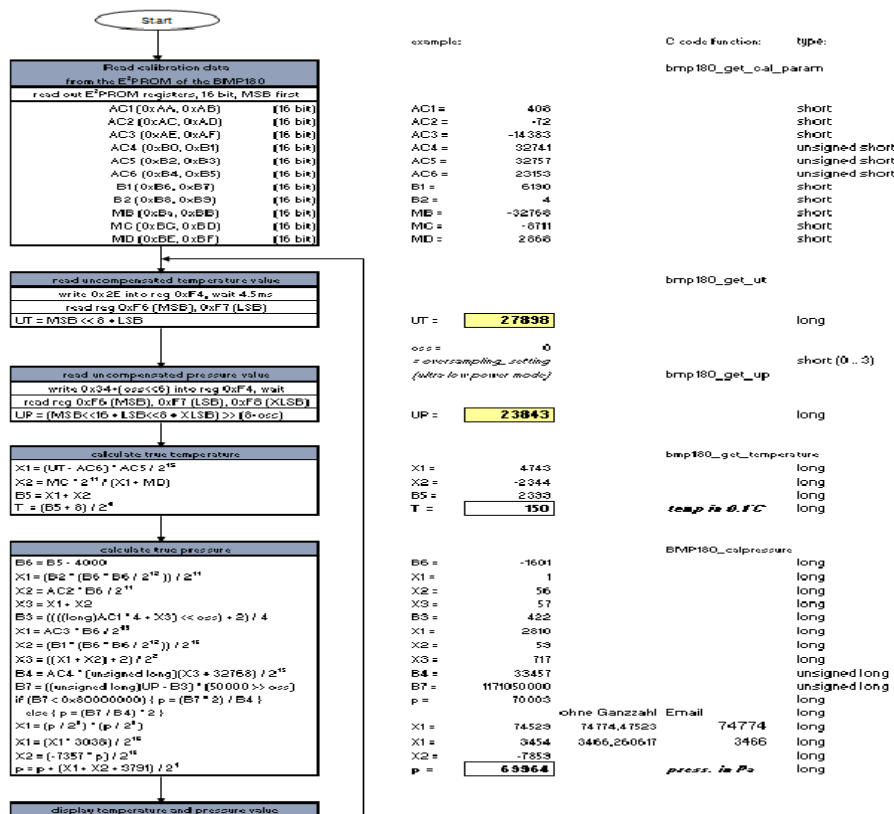 Start
example: C code function: type:
Read calibration data
from the E²PROM of the BMP180 bmp180_get_cal_param
read out E²PROM registers, 16 bit, MSB first
AC1 (0xAA, 0xAB) (16 bit) AC1 = 408 short
AC2 (0xAC, 0xAD) (16 bit) AC2 = -72 short
AC3 (0xAE, 0xAF) (16 bit) AC3 = -14383 short
AC4 (0xB0, 0xB1) (16 bit) AC4 = 32741 unsigned short
AC5 (0xB2, 0xB3) (16 bit) AC5 = 32757 unsigned short
AC6 (0xB4, 0xB5) (16 bit) AC6 = 23153 unsigned short
B1 (0xB6, 0xB7) (16 bit) B1 = 6190 short
B2 (0xB8, 0xB9) (16 bit) B2 = 4 short
MB (0xBa, 0xBB) (16 bit) MB = -32768 short
MC (0xBC, 0xBD) (16 bit) MC = -8711 short
MD (0xBE, 0xBF) (16 bit) MD = 2868 short
read uncompensated temperature value bmp180_get_ut
write 0x2E into reg 0xF4, wait 4.5ms
read reg 0xF6 (MSB), 0xF7 (LSB)
UT = MSB << 8 + LSB UT = 27898 long
oss = 0
= oversampling_setting short (0 .. 3)
read uncompensated pressure value (ultra low power mode) bmp180_get_up
write 0x34+(oss<<6) into reg 0xF4, wait
read reg 0xF6 (MSB), 0xF7 (LSB), 0xF8 (XLSB)
UP = (MSB<<16 + LSB<<8 + XLSB) >> (8-oss) UP = 23843 long
calculate true temperature bmp180_get_temperature
X1 = (UT - AC6) * AC5 / 2¹⁵ X1 = 4743 long
X2 = MC * 2¹¹ / (X1 + MD) X2 = -2344 long
B5 = X1 + X2 B5 = 2399 long
T = (B5 + 8) / 2⁴ T = 150 temp in 0.1°C long
calculate true pressure BMP180_calpressure
B6 = B5 - 4000 B6 = -1601 long
X1 = (B2 * (B6 * B6 / 2¹²)) / 2¹¹ X1 = 1 long
X2 = AC2 * B6 / 2¹¹ X2 = 56 long
X3 = X1 + X2 X3 = 57 long
B3 = ((((long)AC1 * 4 + X3) << oss) + 2) / 4 B3 = 422 long
X1 = AC3 * B6 / 2¹³ X1 = 2810 long
X2 = (B1 * (B6 * B6 / 2¹²)) / 2¹⁶ X2 = 59 long
X3 = ((X1 + X2) + 2) / 2² X3 = 717 long
B4 = AC4 * (unsigned long)(X3 + 32768) / 2¹⁵ B4 = 33457 unsigned long
B7 = ((unsigned long)UP - B3) * (50000 >> oss) B7 = 1171050000 unsigned long
if (B7 < 0x80000000) { p = (B7 * 2) / B4 } p = 70003 long
else { p = (B7 / B4) * 2 } ohne Ganzzahl Email long
X1 = (p / 2⁸) * (p / 2⁸) X1 = 74529 74774,47523 74774 long
X1 = (X1 * 3038) / 2¹⁶ X1 = 3454 3466,260617 3466 long
X2 = (-7357 * p) / 2¹⁶ X2 = -7859 long
p = p + (X1 + X2 + 3791) / 2⁴ p = 69964 press. in Pa long
display temperature and pressure value